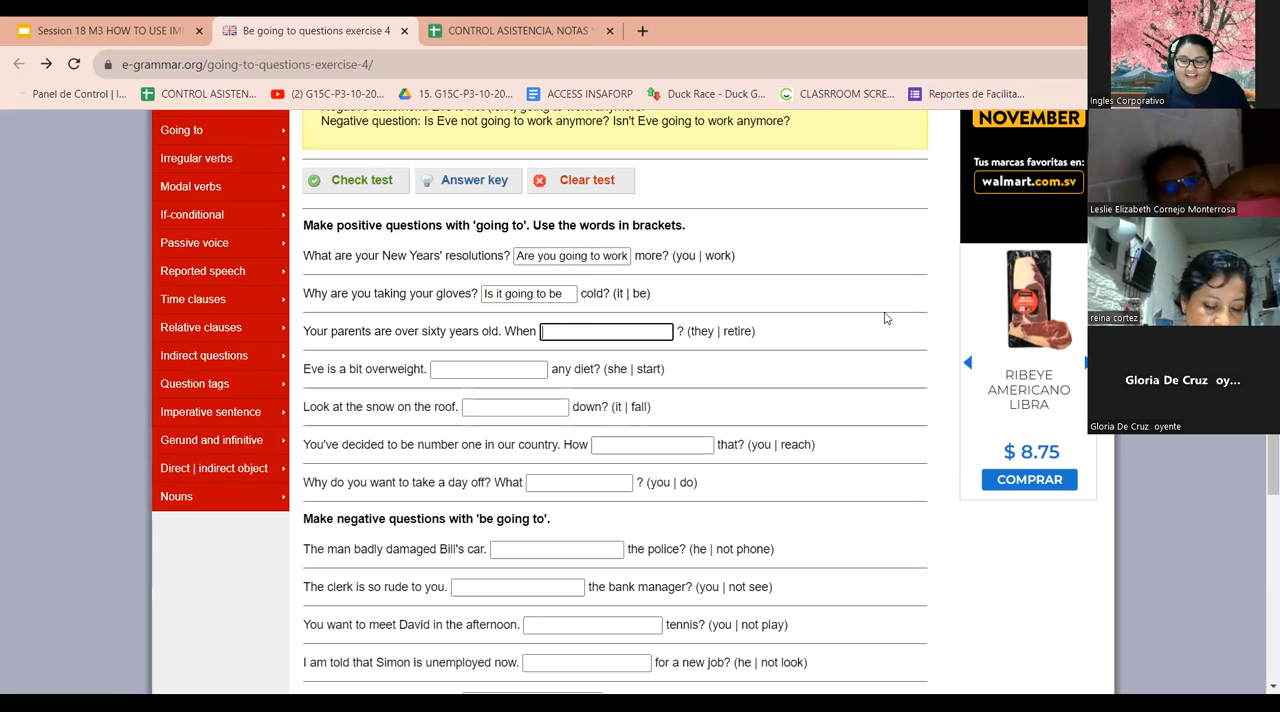 Session 18 M3 HOW TO USE IM
Be going to questions exercise 4
CONTROL ASISTENCIA, NOTAS
e-grammar.org/going-to-questions-exercise-4/
Panel de Control | I...
CONTROL ASISTEN...
(2) G15C-P3-10-20...
15. G15C-P3-10-20...
ACCESS INSAFORP
Duck Race - Duck G...
CLASRROOM SCRE...
Reportes de Facilita...
Ingles Corporativo
Going to
Irregular verbs
Modal verbs
If-conditional
Passive voice
Reported speech
Time clauses
Relative clauses
Indirect questions
Question tags
Imperative sentence
Gerund and infinitive
Direct | indirect object
Nouns
Negative question: Is Eve not going to work anymore? Isn't Eve going to work anymore?
Check test
Answer key
Clear test
Make positive questions with 'going to'. Use the words in brackets.
What are your New Years' resolutions? Are you going to work more? (you | work)
Why are you taking your gloves? Is it going to be cold? (it | be)
Your parents are over sixty years old. When ? (they | retire)
Eve is a bit overweight. any diet? (she | start)
Look at the snow on the roof. down? (it | fall)
You've decided to be number one in our country. How that? (you | reach)
Why do you want to take a day off? What ? (you | do)
Make negative questions with 'be going to'.
The man badly damaged Bill's car. the police? (he | not phone)
The clerk is so rude to you. the bank manager? (you | not see)
You want to meet David in the afternoon. tennis? (you | not play)
I am told that Simon is unemployed now. for a new job? (he | not look)
NOVEMBER
Tus marcas favoritas en:
walmart.com.sv
RIBEYE
AMERICANO
LIBRA
$ 8.75
COMPRAR
Leslie Elizabeth Cornejo Monterrosa
reina cortez
Gloria De Cruz oy...
Gloria De Cruz oyente